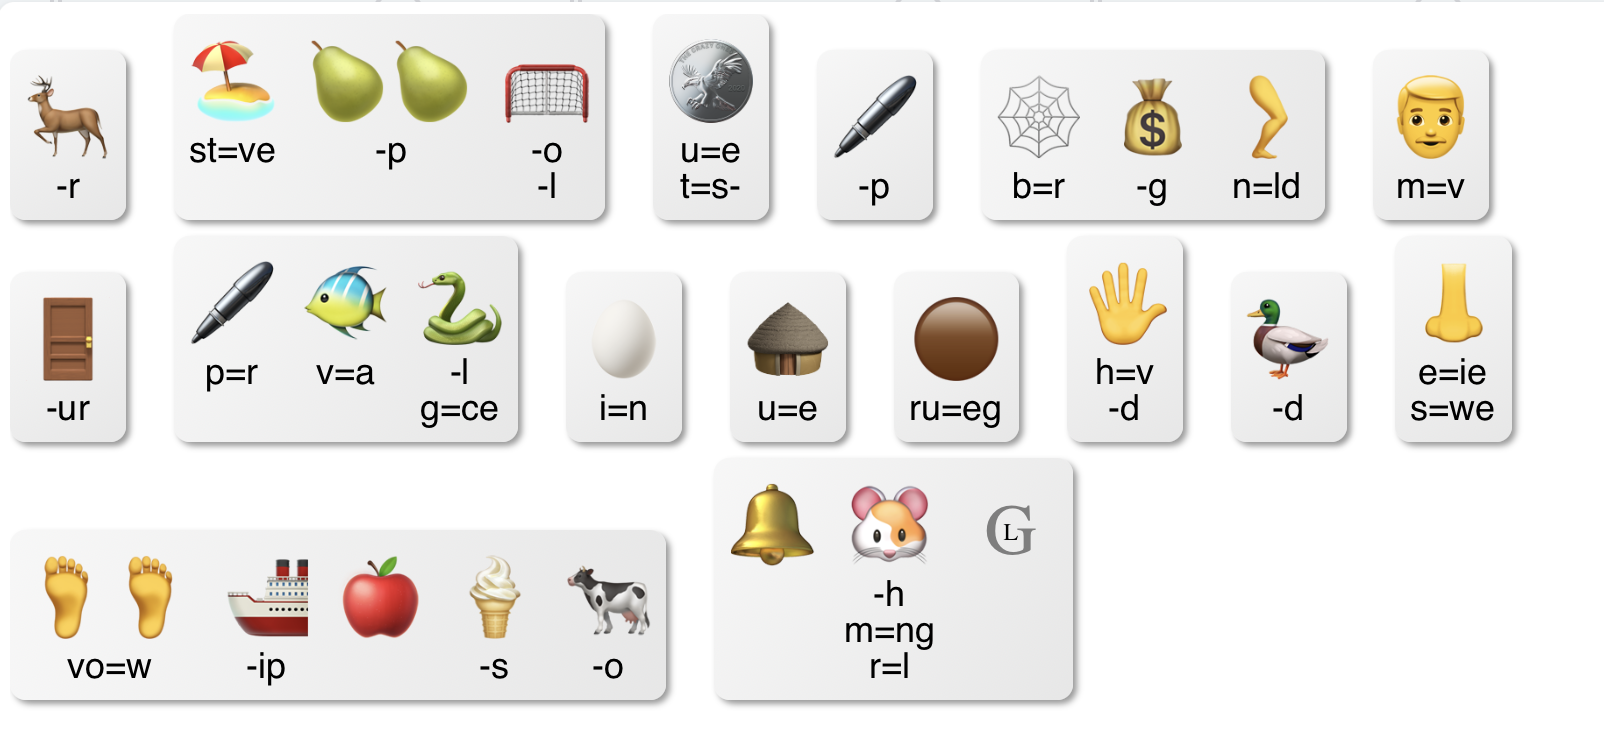 -r
st=ve -p -o
-l
u=e
t=s-
-p
b=r -g n=ld
m=v
-ur
p=r v=a -l
g=ce
i=n
u=e
ru=eg
h=v
-d
-d
e=ie
s=we
vo=w -ip -s -o
-h
m=ng
r=l
G
L